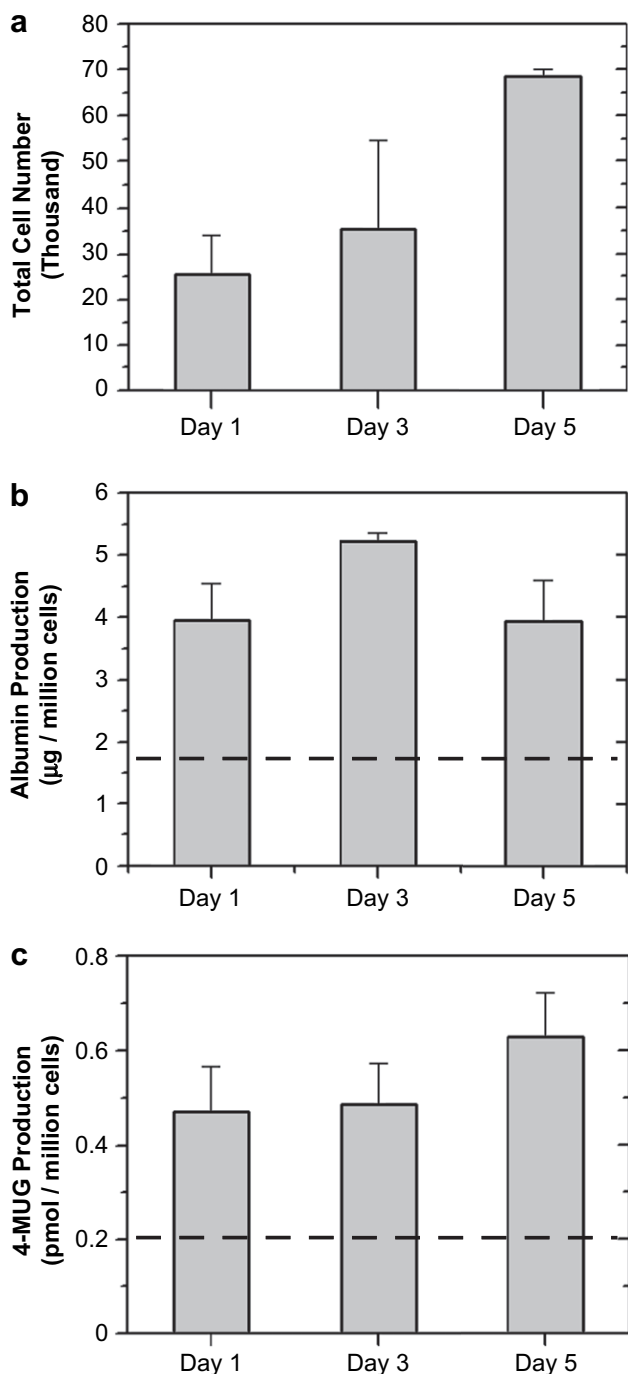 a
Total Cell Number
(Thousand)
80
70
60
50
40
30
20
10
0
Day 1 Day 3 Day 5
b
Albumin Production
(µg / million cells)
6
5
4
3
2
1
0
Day 1 Day 3 Day 5
c
4-MUG Production
(pmol / million cells)
0.8
0.6
0.4
0.2
0
Day 1 Day 3 Day 5